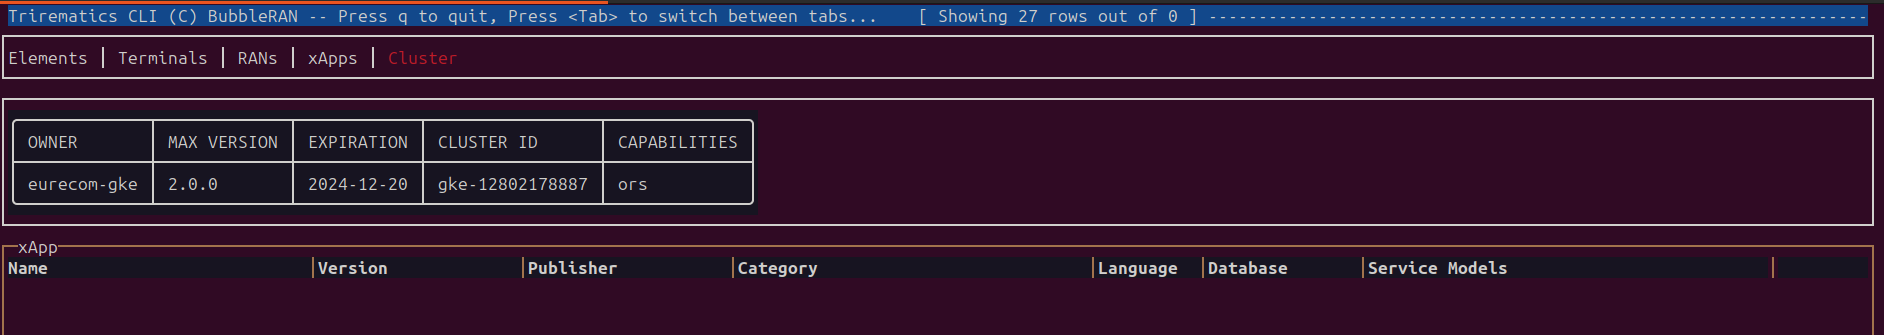 Trirematics CLI (C) BubbleRAN -- Press q to quit, Press <Tab> to switch between tabs...    [ Showing 27 rows out of 0 ] ------------------------------------------------------------------
Elements │ Terminals │ RANs │ xApps │ Cluster
OWNER │ MAX VERSION │ EXPIRATION │ CLUSTER ID │ CAPABILITIES
eurecom-gke │ 2.0.0 │ 2024-12-20 │ gke-12802178887 │ ors
xApp
Name │ Version │ Publisher │ Category │ Language │ Database │ Service Models │